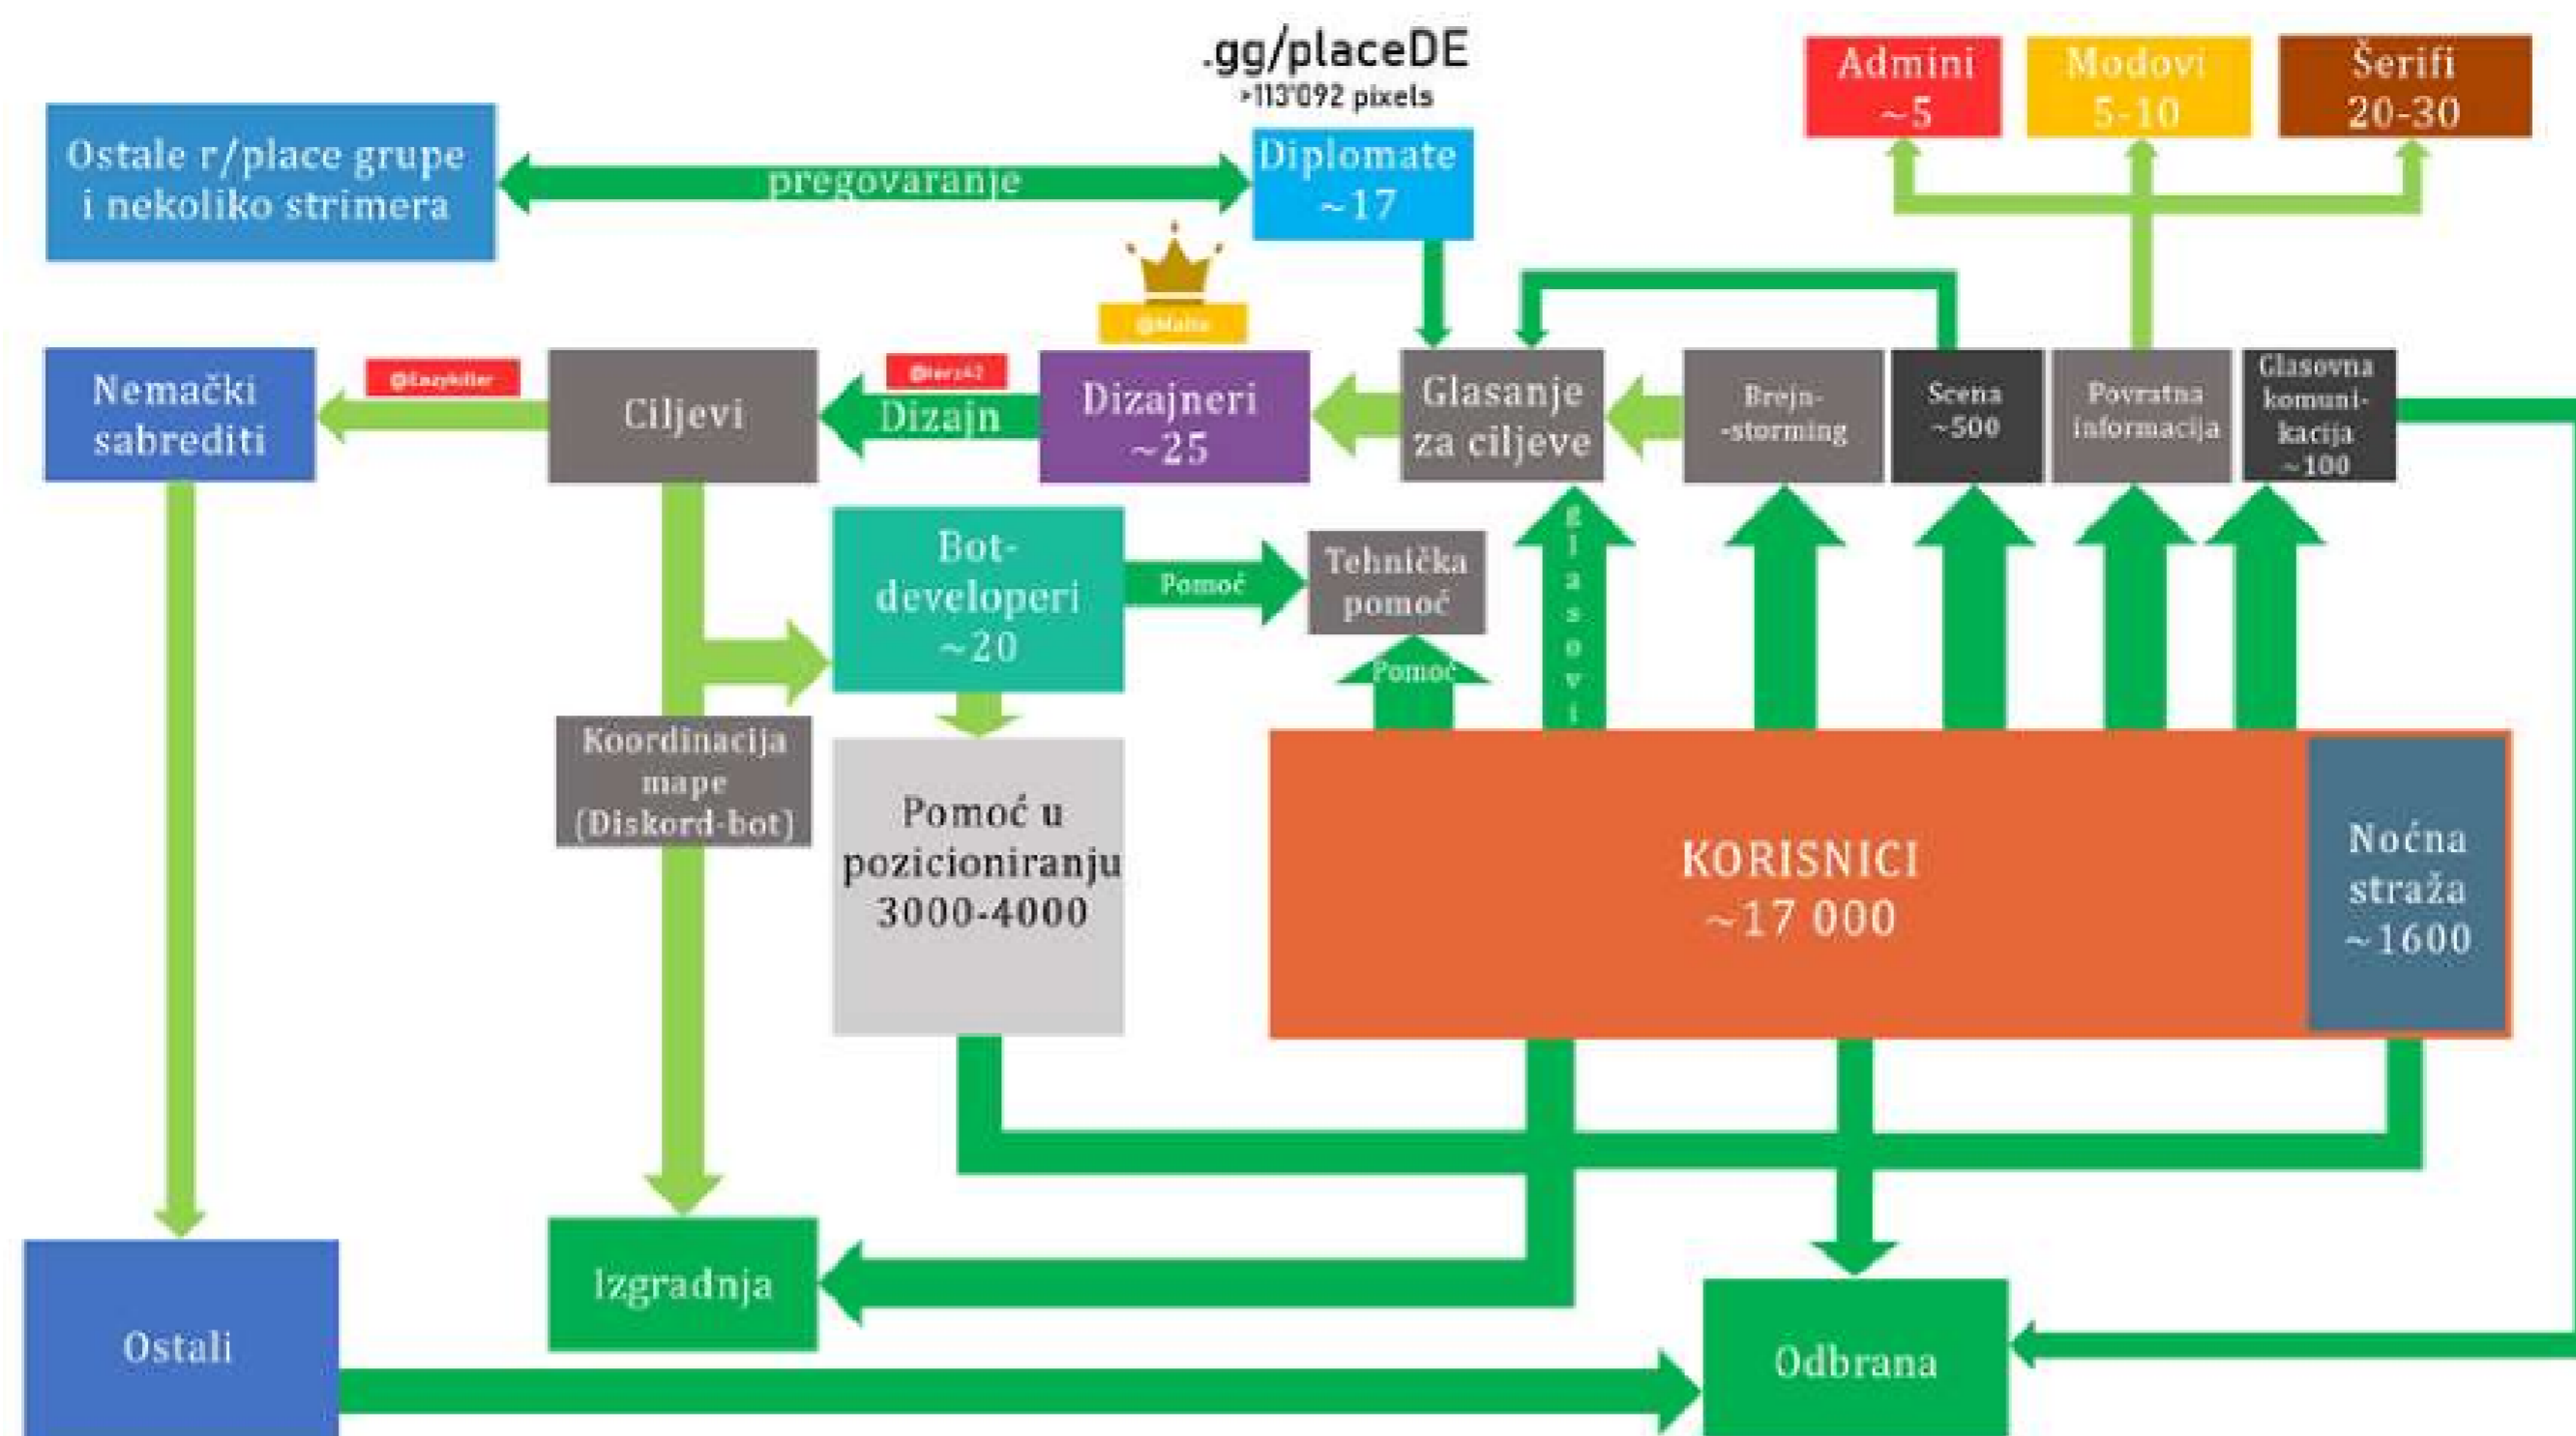 .gg/placeDE
>113'092 pixels
Admini
~5
Modovi
5-10
Šerifi
20-30
Ostale r/place grupe
i nekoliko strimera
pregovaranje
Diplomate
~17
@Malte
Nemački
sabrediti
@Eazykiller
Ciljevi
Dizajn
Dizajneri
~25
Glasanje
za ciljeve
Brejn-
-storming
Scena
~500
Povratna
informacija
Glasovna
komuni-
kacija
~100
Bot-
developeri
~20
Pomoć
Tehnička
pomoć
Pomoć
glasovi
Koordinacija
mape
(Diskord-bot)
Pomoć u
pozicioniranju
3000-4000
KORISNICI
~17 000
Noćna
straža
~1600
Izgradnja
Ostali
Odbrana